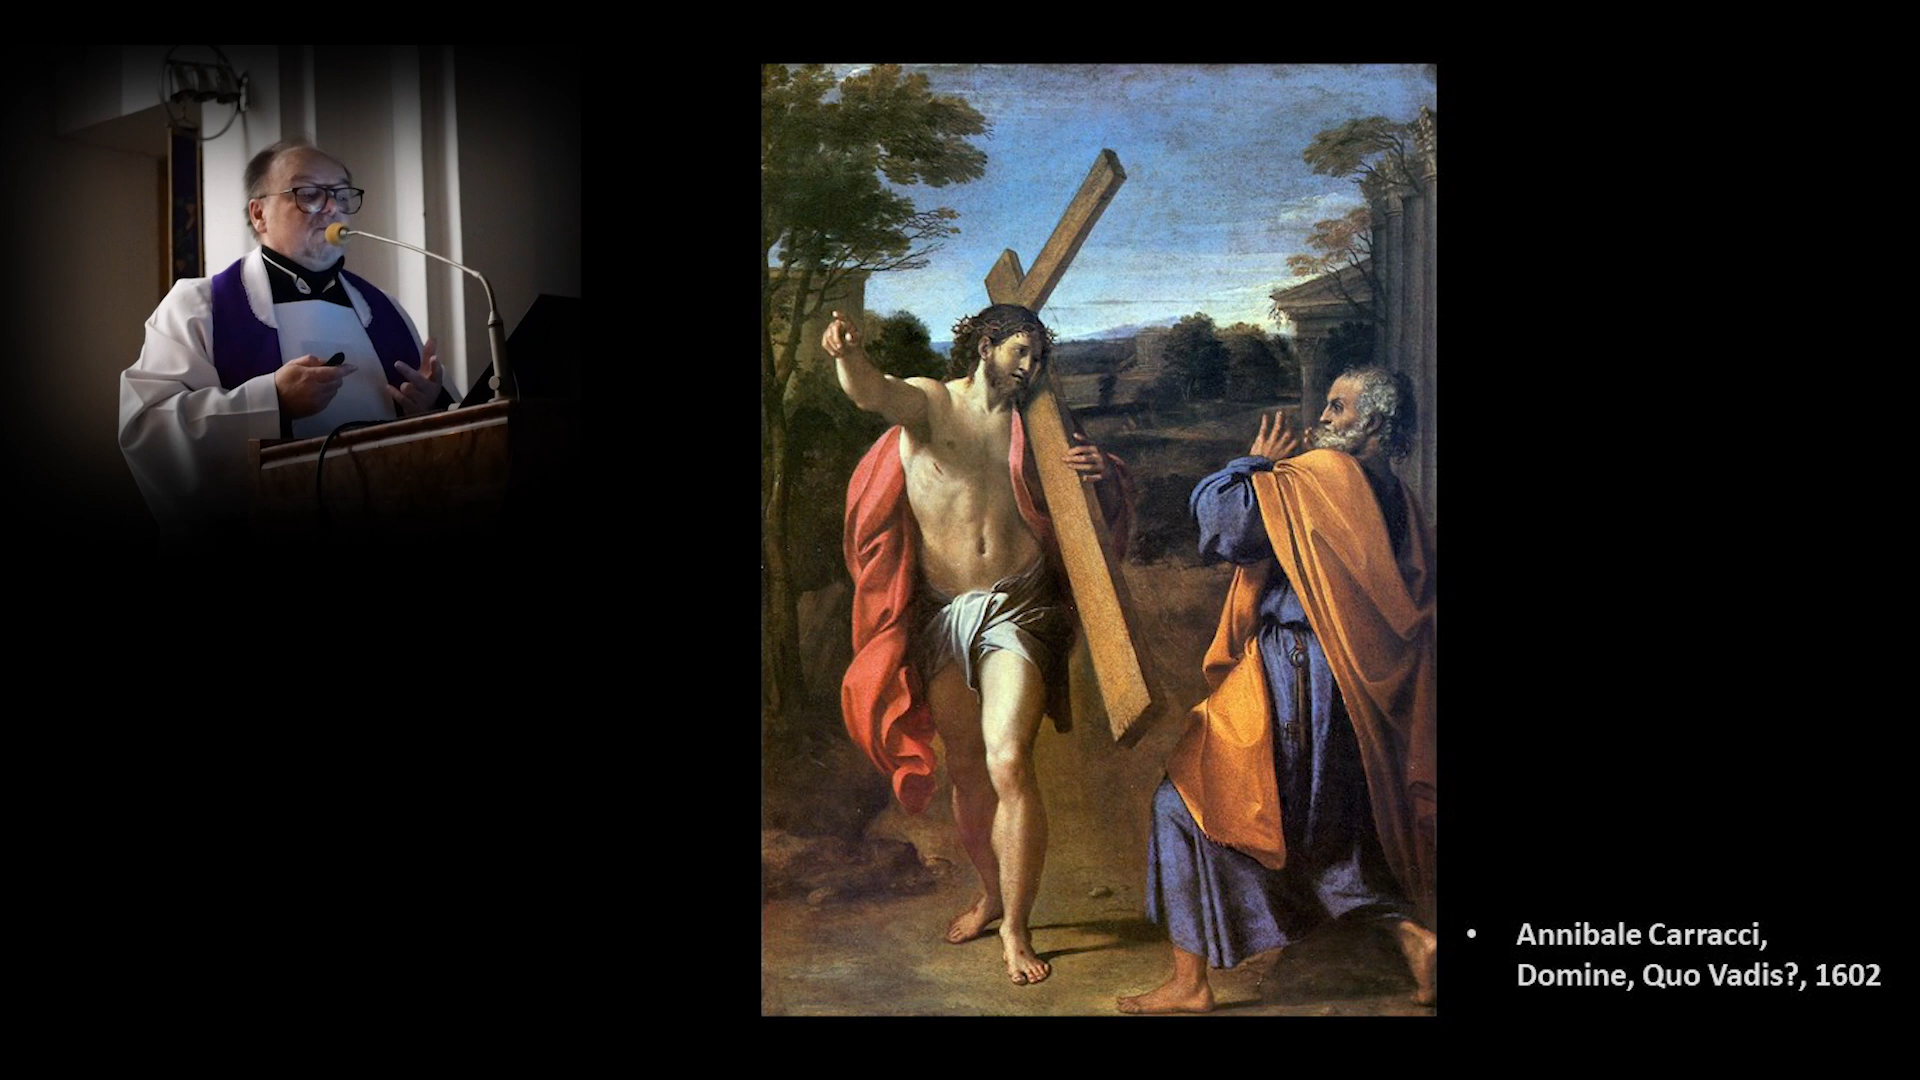 • Annibale Carracci,
Domine, Quo Vadis?, 1602